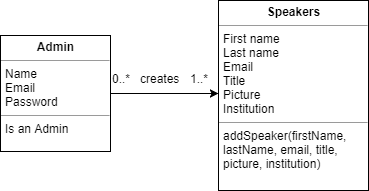 Admin
Name
Email
Password
Is an Admin
0..* creates 1..*
Speakers
First name
Last name
Email
Title
Picture
Institution
addSpeaker(firstName,
lastName, email, title,
picture, institution)